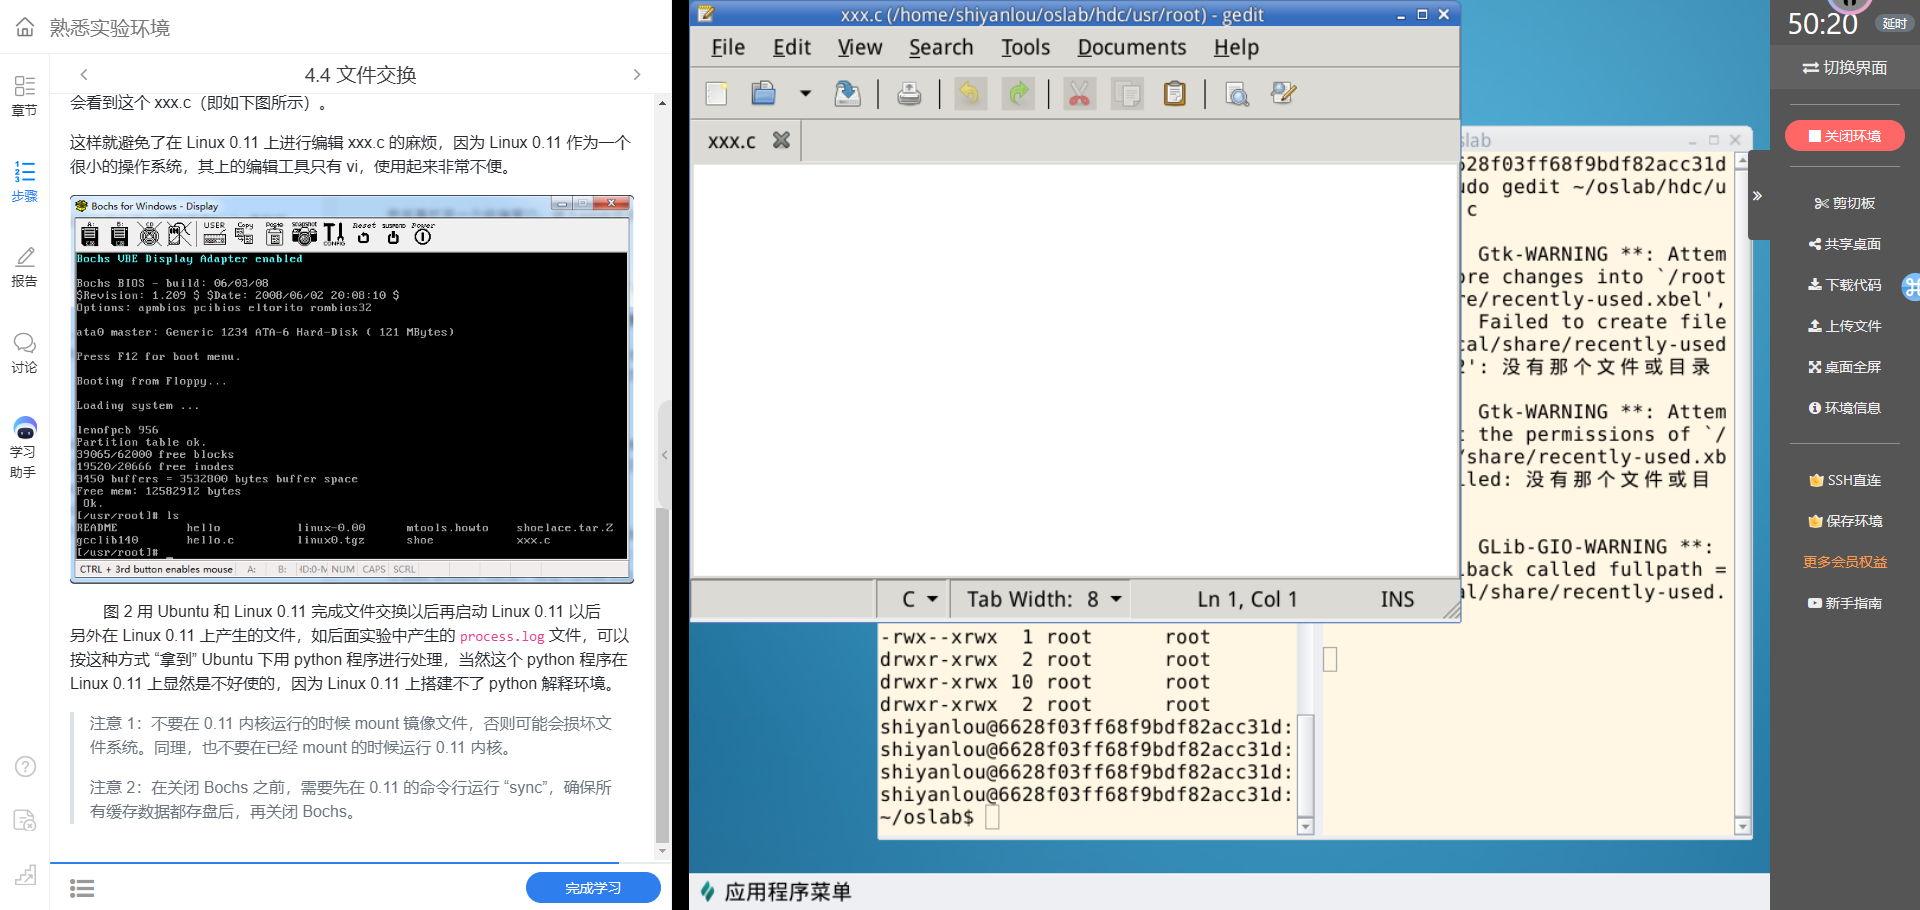 熟悉实验环境
章节
步骤
报告
讨论
学习
助手
4.4 文件交换
会看到这个 xxx.c（即如下图所示）。
这样就避免了在 Linux 0.11 上进行编辑 xxx.c 的麻烦，因为 Linux 0.11 作为一个
很小的操作系统，其上的编辑工具只有 vi，使用起来非常不便。
Bochs for Windows - Display
A: B: CD USER Copy Paste snapshot CONFIG Reset SUSPEND Power
Bochs VBE Display Adapter enabled
Bochs BIOS - build: 06/03/08
$Revision: 1.209 $ $Date: 2008/06/02 20:08:10 $
Options: apmbios pcibios eltorito rombios32
ata0 master: Generic 1234 ATA-6 Hard-Disk ( 121 MBytes)
Press F12 for boot menu.
Booting from Floppy...
Loading system ...
lenofpcb 956
Partition table ok.
39065/62000 free blocks
19520/20666 free inodes
3450 buffers = 3532800 bytes buffer space
Free mem: 12582912 bytes
Ok.
[/usr/root]# ls
README hello linux-0.00 mtools.howto shoelace.tar.Z
gcclib140 hello.c linux0.tgz shoe xxx.c
[/usr/root]# _
CTRL + 3rd button enables mouse A: B: HD:0-M NUM CAPS SCRL
图 2 用 Ubuntu 和 Linux 0.11 完成文件交换以后再启动 Linux 0.11 以后
另外在 Linux 0.11 上产生的文件，如后面实验中产生的 process.log 文件，可以
按这种方式 “拿到” Ubuntu 下用 python 程序进行处理，当然这个 python 程序在
Linux 0.11 上显然是不好使的，因为 Linux 0.11 上搭建不了 python 解释环境。
注意 1：不要在 0.11 内核运行的时候 mount 镜像文件，否则可能会损坏文
件系统。同理，也不要在已经 mount 的时候运行 0.11 内核。
注意 2：在关闭 Bochs 之前，需要先在 0.11 的命令行运行 “sync”，确保所
有缓存数据都存盘后，再关闭 Bochs。
完成学习
xxx.c (/home/shiyanlou/oslab/hdc/usr/root) - gedit
File Edit View Search Tools Documents Help
xxx.c
C Tab Width: 8 Ln 1, Col 1 INS
slab
628f03ff68f9bdf82acc31d
udo gedit ~/oslab/hdc/u
c
Gtk-WARNING **: Attem
ore changes into `/root
re/recently-used.xbel',
Failed to create file
cal/share/recently-used
2': 没有那个文件或目录
Gtk-WARNING **: Attem
t the permissions of `/
/share/recently-used.xb
iled: 没有那个文件或目
GLib-GIO-WARNING **:
lback called fullpath =
al/share/recently-used.
-rwx--xrwx 1 root root
drwxr-xrwx 2 root root
drwxr-xrwx 10 root root
drwxr-xrwx 2 root root
shiyanlou@6628f03ff68f9bdf82acc31d:
shiyanlou@6628f03ff68f9bdf82acc31d:
shiyanlou@6628f03ff68f9bdf82acc31d:
shiyanlou@6628f03ff68f9bdf82acc31d:
~/oslab$
应用程序菜单
50:20 延时
切换界面
关闭环境
剪切板
共享桌面
下载代码
上传文件
桌面全屏
环境信息
SSH直连
保存环境
更多会员权益
新手指南